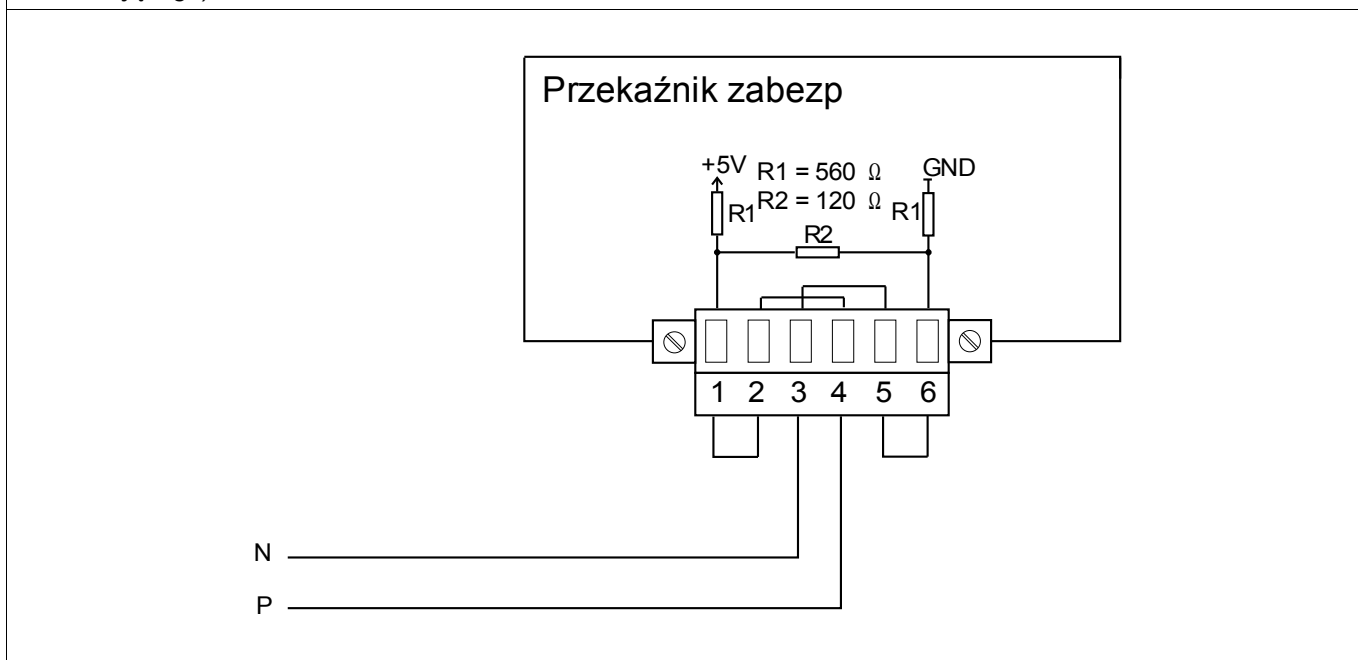 Przekaźnik zabezp
+5V R1 = 560 Ω GND
R2 = 120 Ω
R1 R1
R2
1 2 3 4 5 6
N
P